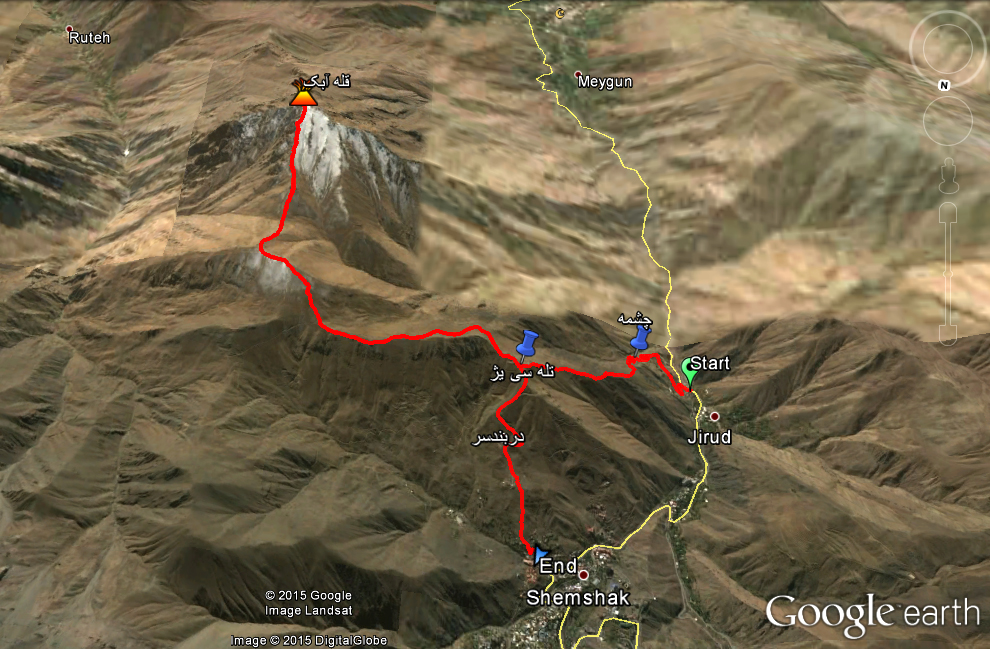 Ruteh
قله آبک
Meygun
N
چشمه
Start
تله سی یژ
Jirud
دربندسر
End
Shemshak
© 2015 Google
Image Landsat
Image © 2015 DigitalGlobe
Google earth